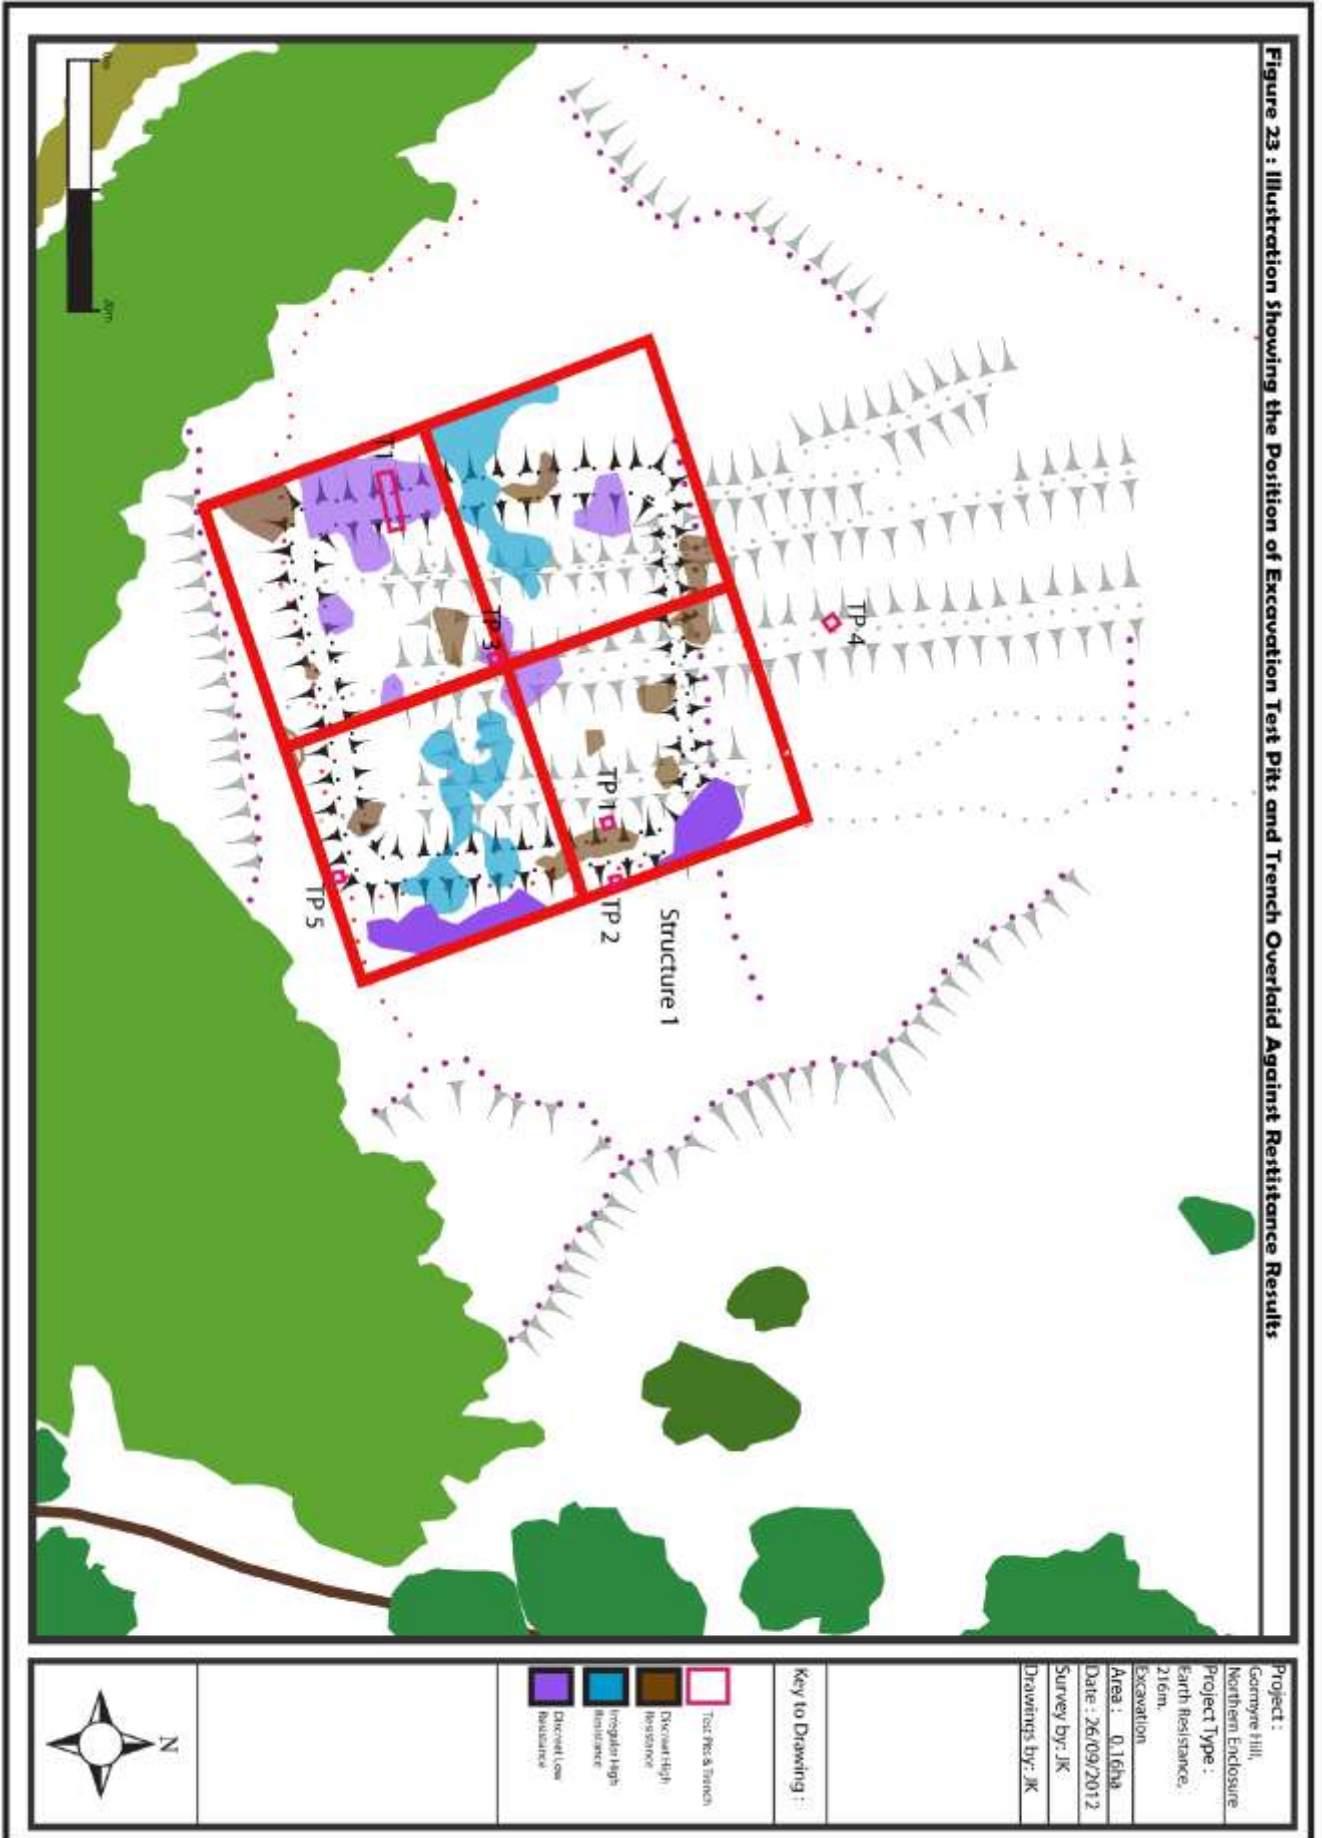 Figure 23 : Illustration Showing the Position of Excavation Test Pits and Trench Overlaid Against Restistance Results
0m
20m
T1
TP 3
TP 4
TP 1
TP 2
TP 5
Structure 1
Project :
Gormyre Hill,
Northern Enclosure
Project Type :
Earth Resistance,
216m.
Excavation
Area : 0.16ha
Date : 26/09/2012
Survey by: JK
Drawings by: JK
Key to Drawing :
Test Pits & Trench
Discreet High
Resistance
Irregular High
Resistance
Discreet Low
Resistance
N